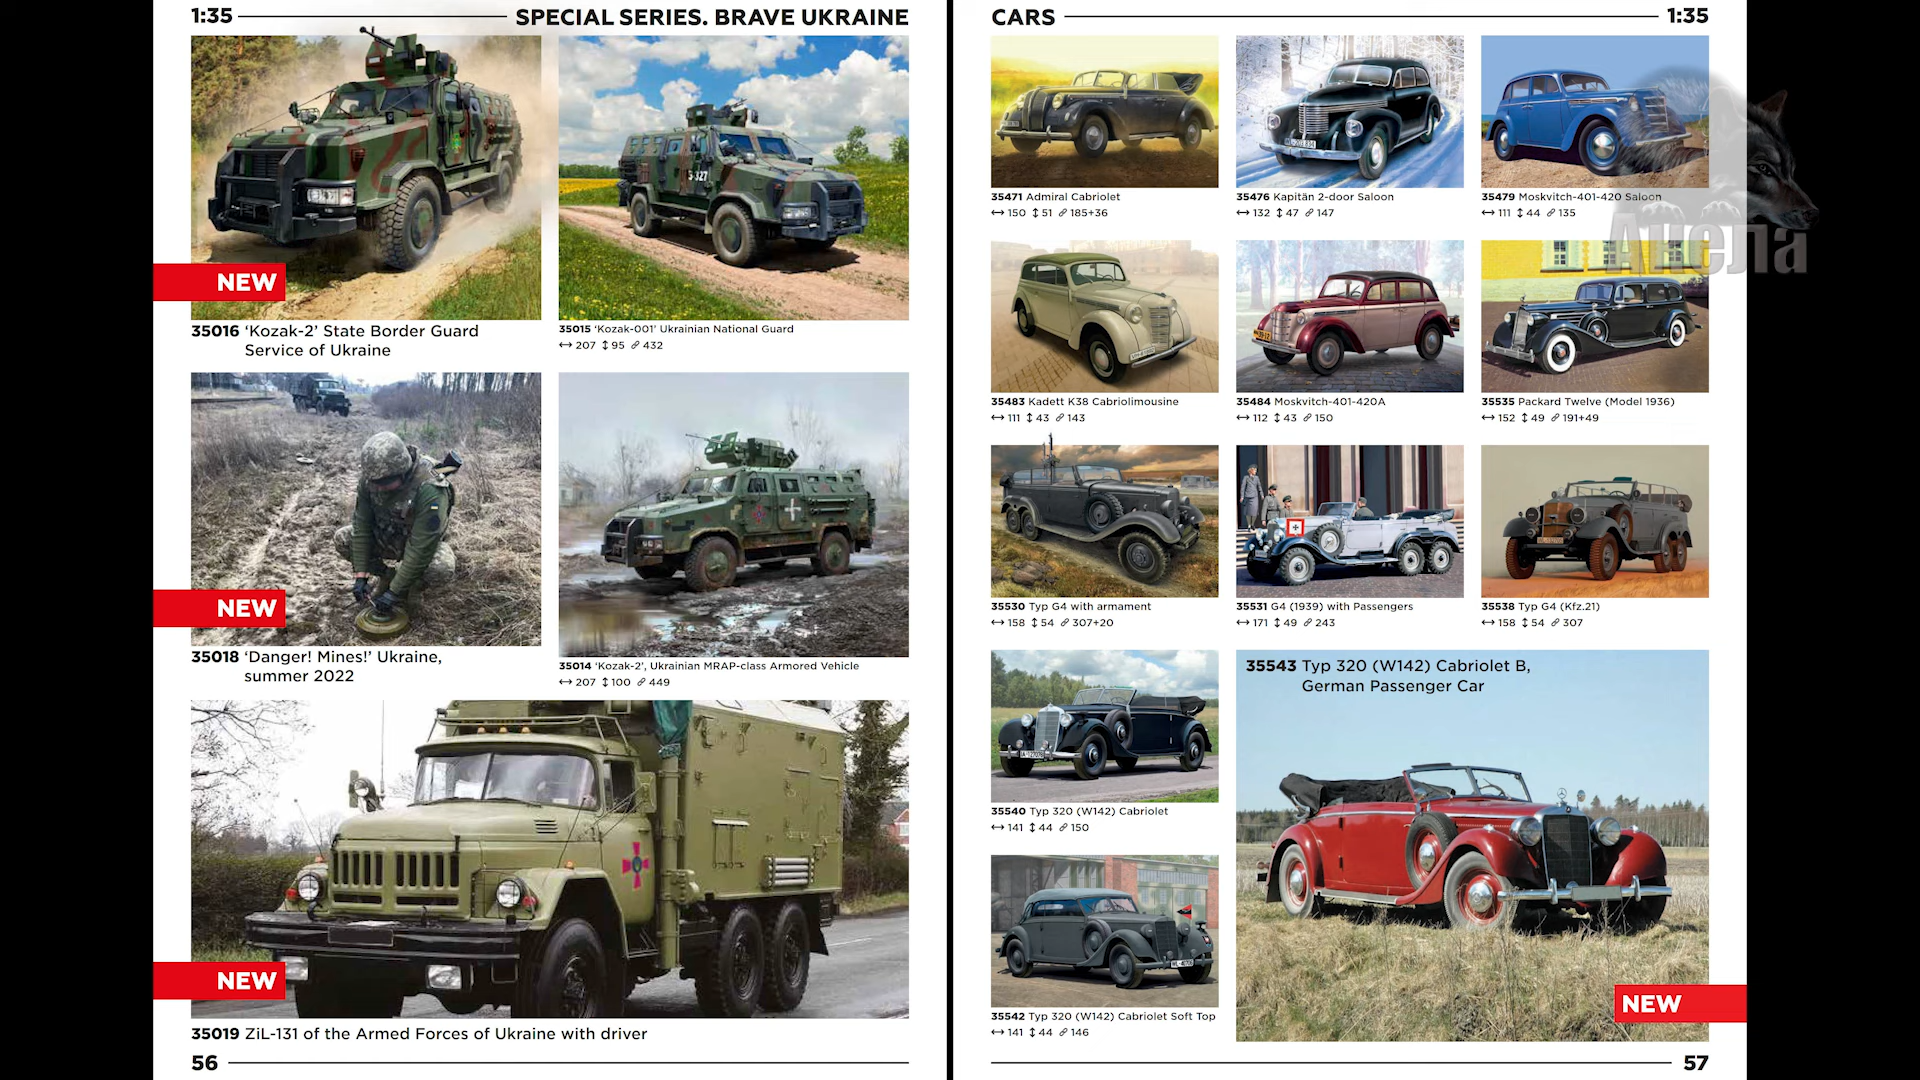 1:35 SPECIAL SERIES. BRAVE UKRAINE
NEW
35016 ‘Kozak-2’ State Border Guard
Service of Ukraine
S-327
35015 ‘Kozak-001’ Ukrainian National Guard
↔ 207 ↕ 95 432
NEW
35018 ‘Danger! Mines!’ Ukraine,
summer 2022
35014 ‘Kozak-2’, Ukrainian MRAP-class Armored Vehicle
↔ 207 ↕ 100 449
NEW
35019 ZiL-131 of the Armed Forces of Ukraine with driver
56
CARS 1:35
35471 Admiral Cabriolet
↔ 150 ↕ 51 185+36
35476 Kapitän 2-door Saloon
↔ 132 ↕ 47 147
35479 Moskvitch-401-420 Saloon
↔ 111 ↕ 44 135
Анела
35483 Kadett K38 Cabriolimousine
↔ 111 ↕ 43 143
35484 Moskvitch-401-420A
↔ 112 ↕ 43 150
35535 Packard Twelve (Model 1936)
↔ 152 ↕ 49 191+49
35530 Typ G4 with armament
↔ 158 ↕ 54 307+20
35531 G4 (1939) with Passengers
↔ 171 ↕ 49 243
35538 Typ G4 (Kfz.21)
↔ 158 ↕ 54 307
35540 Typ 320 (W142) Cabriolet
↔ 141 ↕ 44 150
35543 Typ 320 (W142) Cabriolet B,
German Passenger Car
35542 Typ 320 (W142) Cabriolet Soft Top
↔ 141 ↕ 44 146
NEW
57